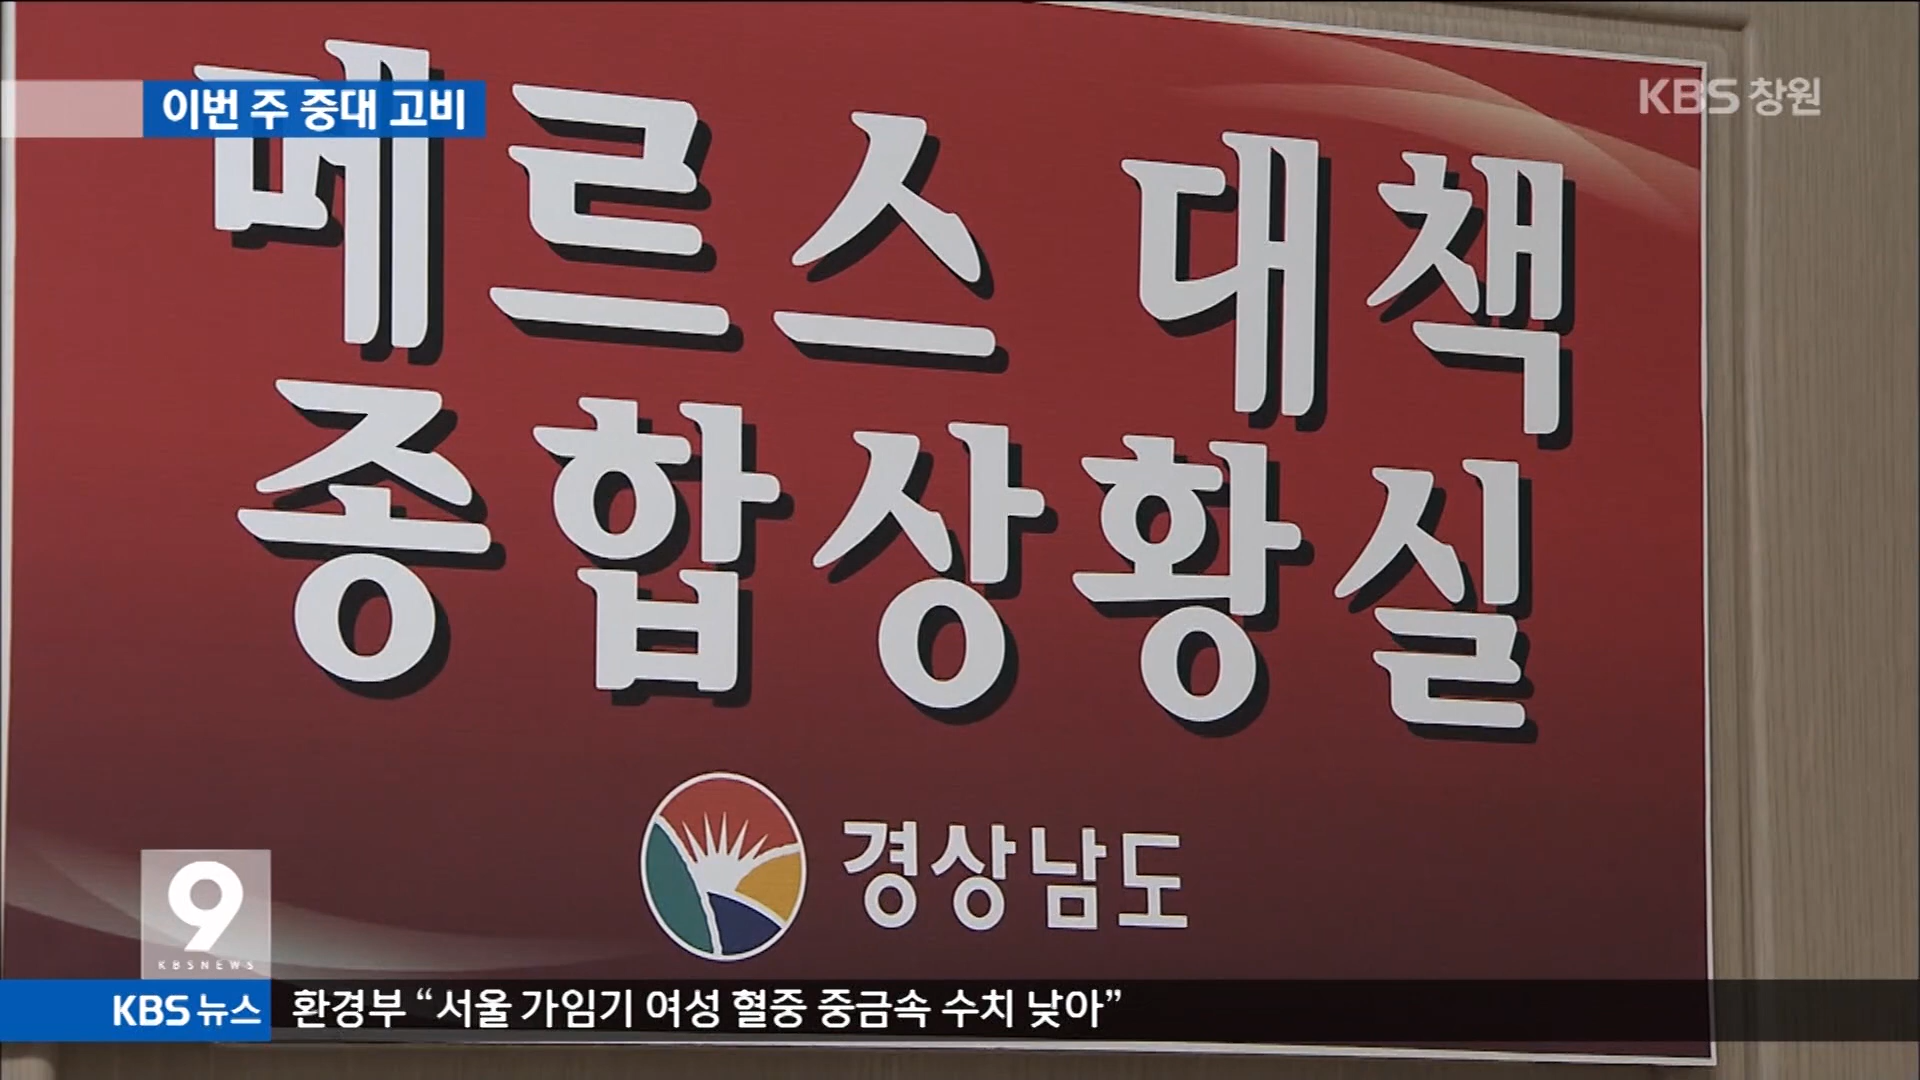 이번 주 중대 고비
KBS 창원
메르스 대책
종합상황실
경상남도
9
KBSNEWS
KBS 뉴스
환경부 “서울 가임기 여성 혈중 중금속 수치 낮아”